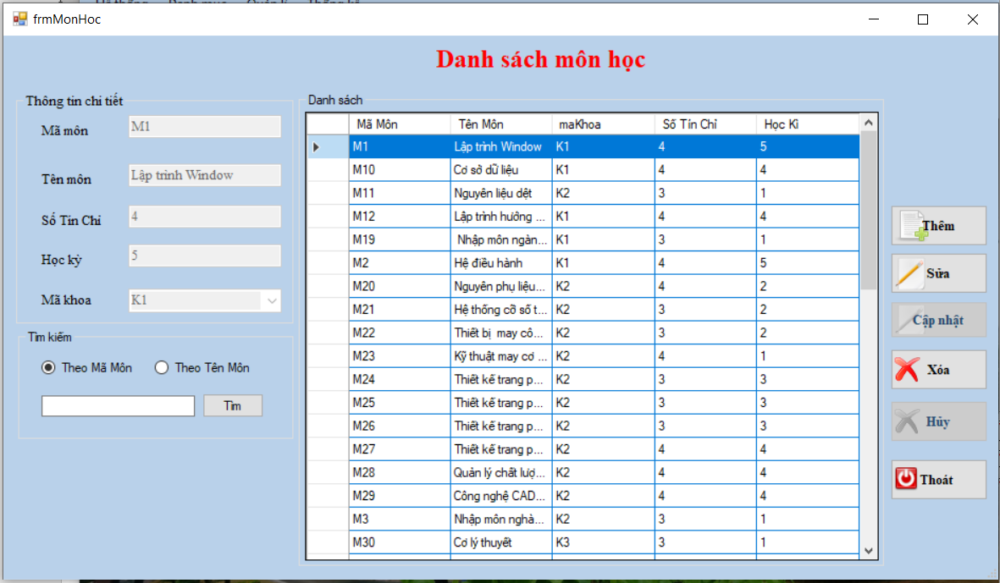 Hệ thống Danh mục Quản lý Thống kê
frmMonHoc
Danh sách môn học
Thông tin chi tiết
Mã môn M1
Tên môn Lập trình Window
Số Tín Chỉ 4
Học kỳ 5
Mã khoa K1
Tìm kiếm
Theo Mã Môn Theo Tên Môn
Tìm
Danh sách
Mã Môn Tên Môn maKhoa Số Tín Chỉ Học Kì
M1 Lập trình Window K1 4 5
M10 Cơ sở dữ liệu K1 4 4
M11 Nguyên liệu dệt K2 3 1
M12 Lập trình hướng ... K1 4 4
M19 Nhập môn ngàn... K1 3 1
M2 Hệ điều hành K1 4 5
M20 Nguyên phụ liệu... K2 4 2
M21 Hệ thống cỡ số t... K2 3 2
M22 Thiết bị may cô... K2 3 2
M23 Kỹ thuật may cơ ... K2 4 1
M24 Thiết kế trang p... K2 3 3
M25 Thiết kế trang p... K2 3 3
M26 Thiết kế trang p... K2 3 3
M27 Thiết kế trang p... K2 4 4
M28 Quản lý chất lượ... K2 4 4
M29 Công nghệ CAD... K2 4 4
M3 Nhập môn nghà... K2 3 1
M30 Cơ lý thuyết K3 3 1
Thêm
Sửa
Cập nhật
Xóa
Hủy
Thoát